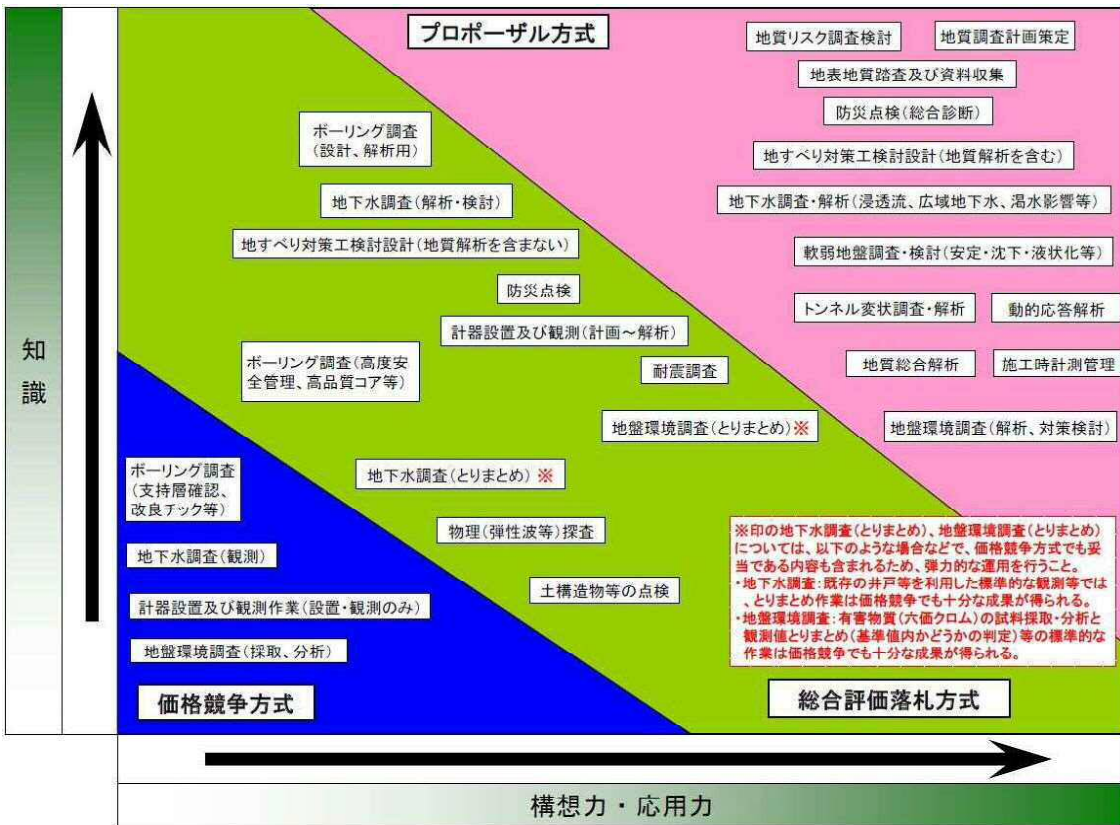 プロポーザル方式
地質リスク調査検討
地質調査計画策定
地表地質踏査及び資料収集
防災点検(総合診断)
地すべり対策工検討設計(地質解析を含む)
地下水調査・解析(浸透流、広域地下水、渇水影響等)
軟弱地盤調査・検討(安定・沈下・液状化等)
トンネル変状調査・解析
動的応答解析
地質総合解析
施工時計測管理
地盤環境調査(解析、対策検討)
ボーリング調査
(設計、解析用)
地下水調査(解析・検討)
地すべり対策工検討設計(地質解析を含まない)
防災点検
計器設置及び観測(計画～解析)
ボーリング調査(高度安
全管理、高品質コア等)
耐震調査
地盤環境調査(とりまとめ)※
地下水調査(とりまとめ)※
物理(弾性波等)探査
土構造物等の点検
ボーリング調査
(支持層確認、
改良チック等)
地下水調査(観測)
計器設置及び観測作業(設置・観測のみ)
地盤環境調査(採取、分析)
価格競争方式
※印の地下水調査(とりまとめ)、地盤環境調査(とりまとめ)
については、以下のような場合などで、価格競争方式でも妥
当である内容も含まれるため、弾力的な運用を行うこと。
・地下水調査:既存の井戸等を利用した標準的な観測等では
、とりまとめ作業は価格競争でも十分な成果が得られる。
・地盤環境調査:有害物質(六価クロム)の試料採取・分析と
観測値とりまとめ(基準値内かどうかの判定)等の標準的な
作業は価格競争でも十分な成果が得られる。
総合評価落札方式
知
識
構想力・応用力